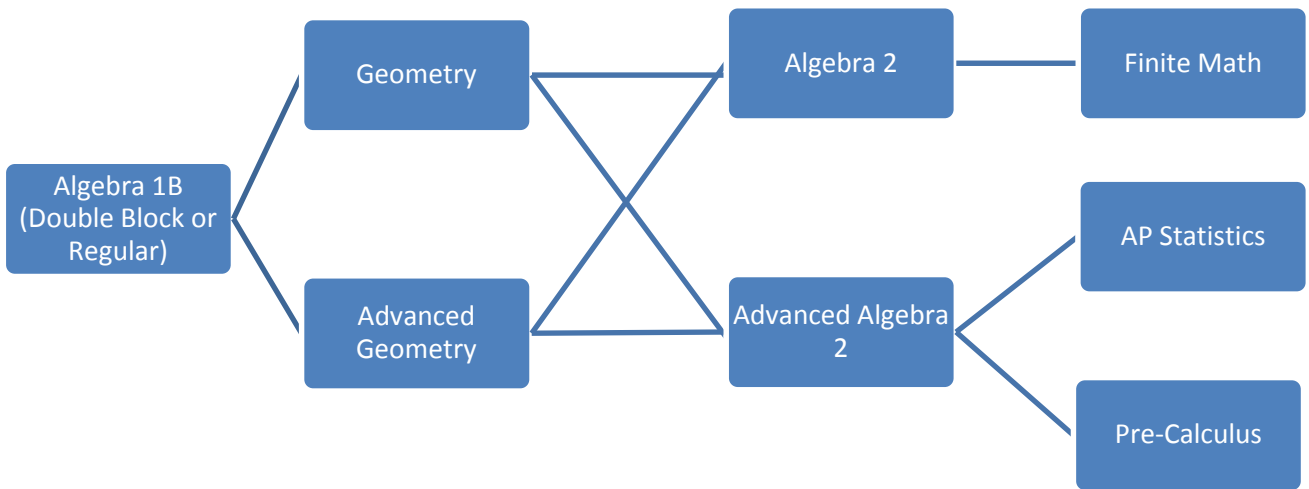 Geometry
Algebra 2
Finite Math
Algebra 1B
(Double Block or
Regular)
AP Statistics
Advanced
Geometry
Advanced Algebra
2
Pre-Calculus